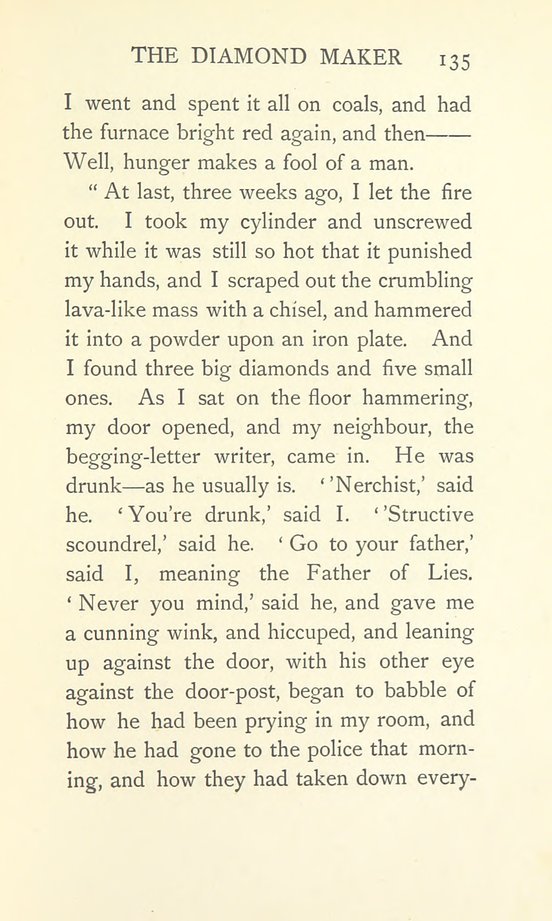 THE DIAMOND MAKER 135
I went and spent it all on coals, and had
the furnace bright red again, and then——
Well, hunger makes a fool of a man.
“ At last, three weeks ago, I let the fire
out. I took my cylinder and unscrewed
it while it was still so hot that it punished
my hands, and I scraped out the crumbling
lava-like mass with a chisel, and hammered
it into a powder upon an iron plate. And
I found three big diamonds and five small
ones. As I sat on the floor hammering,
my door opened, and my neighbour, the
begging-letter writer, came in. He was
drunk—as he usually is. ‘ ’Nerchist,’ said
he. ‘ You’re drunk,’ said I. ‘ ’Structive
scoundrel,’ said he. ‘ Go to your father,’
said I, meaning the Father of Lies.
‘ Never you mind,’ said he, and gave me
a cunning wink, and hiccuped, and leaning
up against the door, with his other eye
against the door-post, began to babble of
how he had been prying in my room, and
how he had gone to the police that morn-
ing, and how they had taken down every-